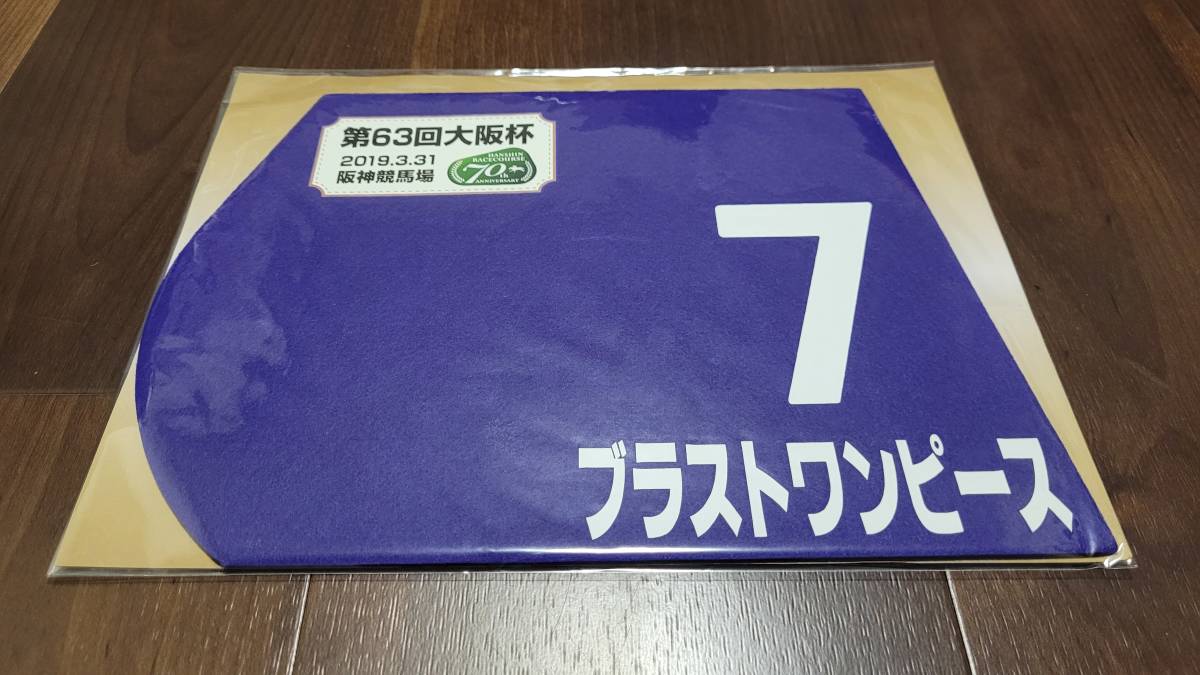 第63回大阪杯
2019.3.31
阪神競馬場
HANSHIN
RACECOURSE
70th
ANNIVERSARY
7
ブラストワンピース